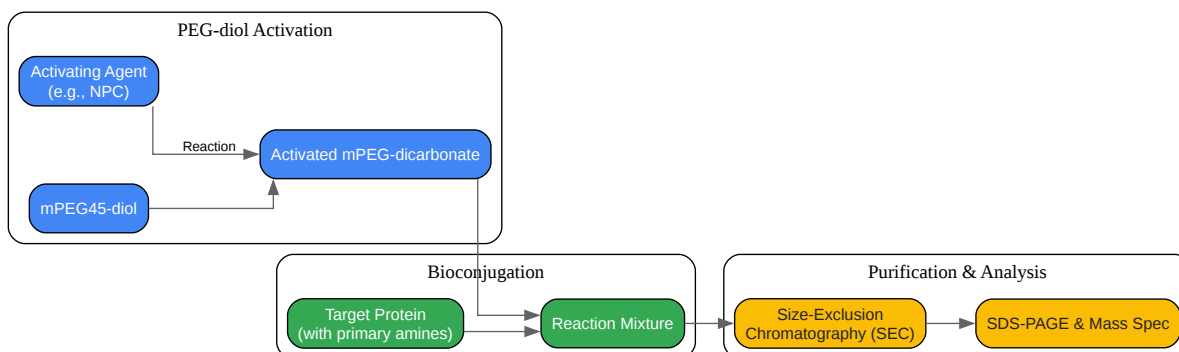 PEG-diol Activation
Activating Agent
(e.g., NPC)
Reaction
Activated mPEG-dicarbonate
mPEG45-diol
Bioconjugation
Target Protein
(with primary amines)
Reaction Mixture
Purification & Analysis
Size-Exclusion
Chromatography (SEC)
SDS-PAGE & Mass Spec